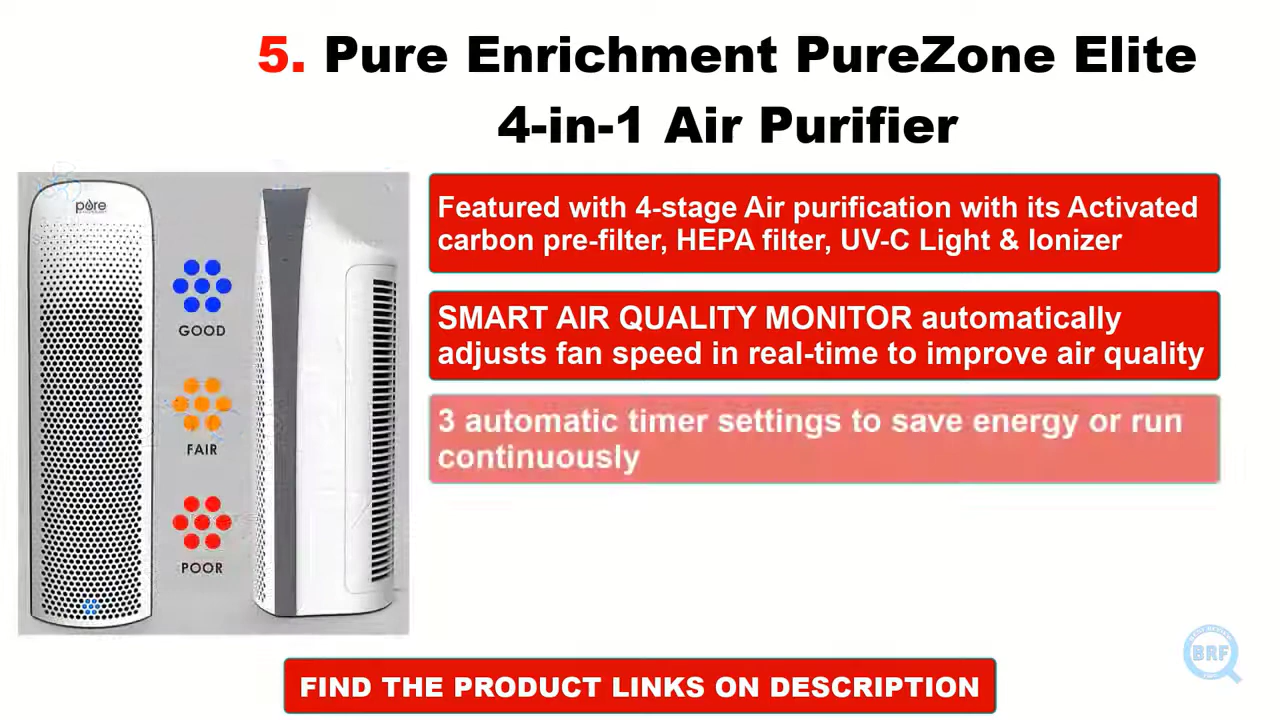 5. Pure Enrichment PureZone Elite
4-in-1 Air Purifier
pure
Featured with 4-stage Air purification with its Activated
carbon pre-filter, HEPA filter, UV-C Light & Ionizer
GOOD
SMART AIR QUALITY MONITOR automatically
adjusts fan speed in real-time to improve air quality
3 automatic timer settings to save energy or run
continuously
FAIR
POOR
BRF
FIND THE PRODUCT LINKS ON DESCRIPTION